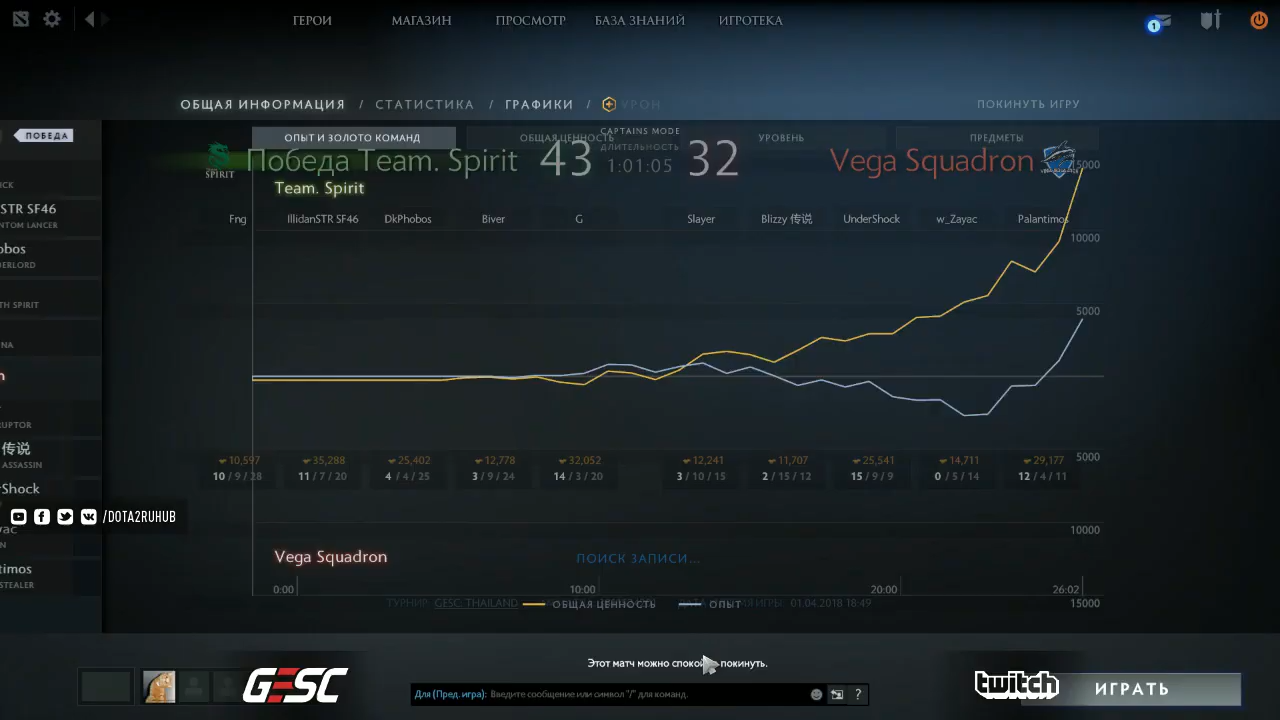 ГЕРОИ МАГАЗИН ПРОСМОТР БАЗА ЗНАНИЙ ИГРОТЕКА
1
ОБЩАЯ ИНФОРМАЦИЯ / СТАТИСТИКА / ГРАФИКИ / УРОН
ПОКИНУТЬ ИГРУ
ПОБЕДА
ОПЫТ И ЗОЛОТО КОМАНД ОБЩАЯ ЦЕННОСТЬ УРОВЕНЬ ПРЕДМЕТЫ
CAPTAINS MODE
ДЛИТЕЛЬНОСТЬ
SPIRIT Победа Team. Spirit 43 1:01:05 32 Vega Squadron
15000
Team. Spirit
Fng IllidanSTR SF46 DkPhobos Biver G Slayer Blizzy 传说 UnderShock w_Zayac Palantimos
10000
5000
5000
10,597 35,288 25,402 12,778 32,052 12,241 11,707 25,541 14,711 29,177
10 / 9 / 28 11 / 7 / 20 4 / 4 / 25 3 / 9 / 24 14 / 3 / 20 3 / 10 / 15 2 / 15 / 12 15 / 9 / 9 0 / 5 / 14 12 / 4 / 11
10000
Vega Squadron
ПОИСК ЗАПИСИ...
0:00 10:00 20:00 26:02
ТУРНИР: GESC: THAILAND
ОБЩАЯ ЦЕННОСТЬ ОПЫТ
01.04.2018 18:49
15000
ICK
STR SF46
NTOM LANCER
obos
DERLORD
TH SPIRIT
NA
n
RUPTOR
传说
ASSASSIN
rShock
/DOTA2RUHUB
vac
N
timos
STEALER
Этот матч можно спокойно покинуть.
GESC
Для (Пред. игра): Введите сообщение или символ "/" для команд.
?
twitch
ИГРАТЬ